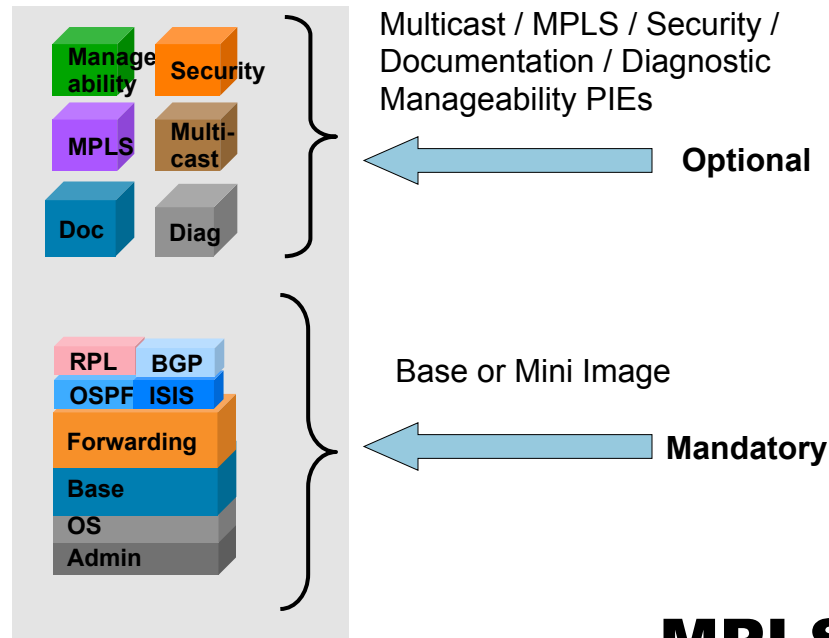 Manage
ability
Security
MPLS
Multi-
cast
Doc
Diag
Multicast / MPLS / Security /
Documentation / Diagnostic
Manageability PIEs
Optional
RPL
BGP
OSPF
ISIS
Forwarding
Base
OS
Admin
Base or Mini Image
Mandatory